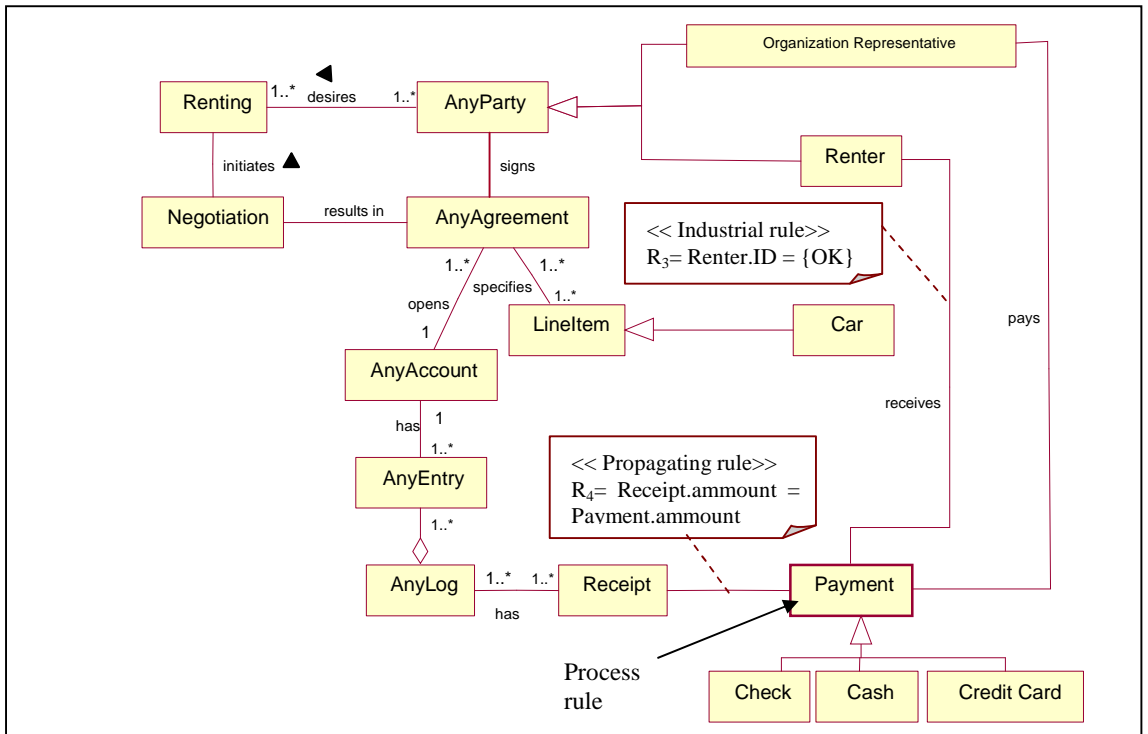 Organization Representative
Renting
1..*
desires
1..*
AnyParty
Renter
initiates
signs
Negotiation
results in
AnyAgreement
<< Industrial rule>>
R3= Renter.ID = {OK}
1..*
1..*
opens
specifies
1..*
1
LineItem
Car
pays
AnyAccount
receives
has
1
1..*
AnyEntry
<< Propagating rule>>
R4= Receipt.ammount =
Payment.ammount
1..*
AnyLog
1..*
1..*
has
Receipt
Payment
Process
rule
Check
Cash
Credit Card